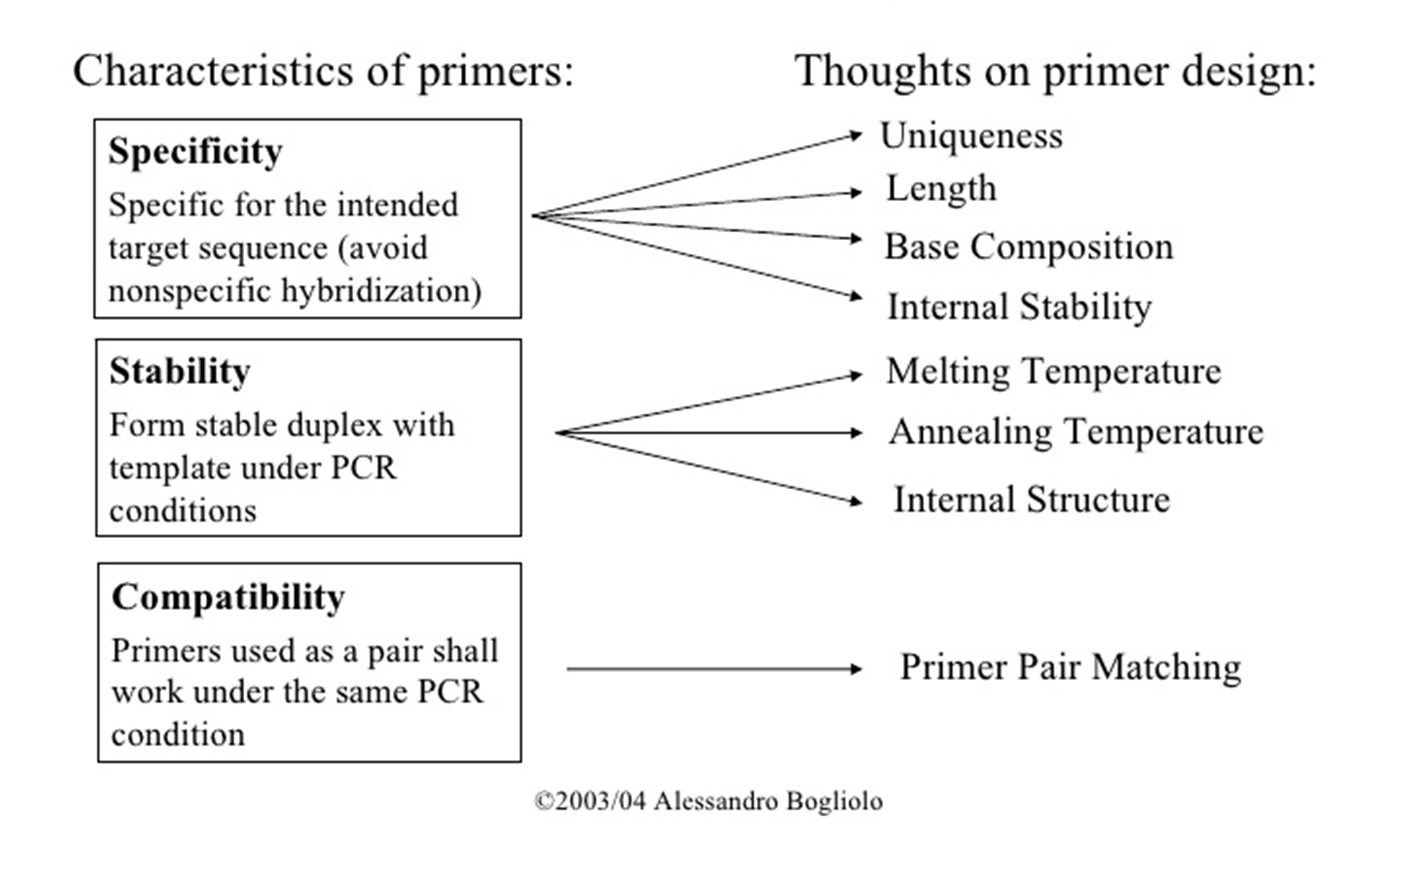 Characteristics of primers:
Thoughts on primer design:
Specificity
Specific for the intended
target sequence (avoid
nonspecific hybridization)
Uniqueness
Length
Base Composition
Internal Stability
Stability
Form stable duplex with
template under PCR
conditions
Melting Temperature
Annealing Temperature
Internal Structure
Compatibility
Primers used as a pair shall
work under the same PCR
condition
Primer Pair Matching
©2003/04 Alessandro Bogliolo